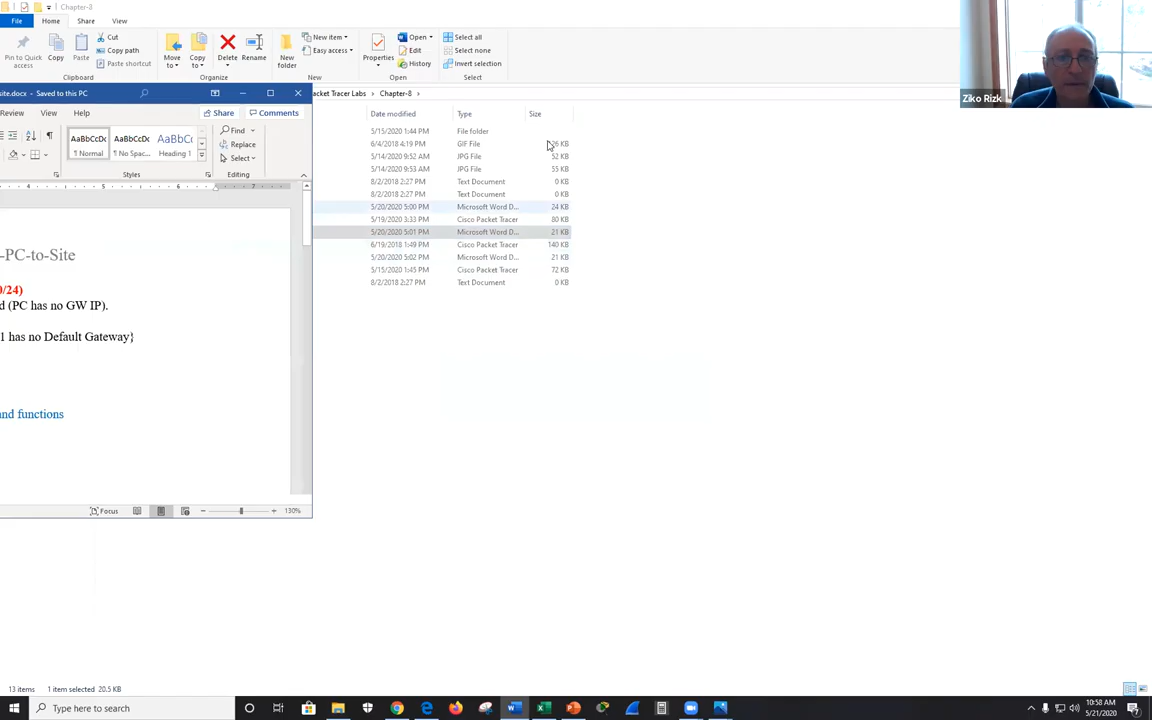 Chapter-8
File Home Share View
Pin to Quick access
Copy
Paste
Cut
Copy path
Paste shortcut
Clipboard
Move to
Copy to
Delete
Rename
Organize
New folder
New item
Easy access
New
Properties
Open
Edit
History
Open
Select all
Select none
Invert selection
Select
Ziko Rizk
acket Tracer Labs > Chapter-8 >
site.docx - Saved to this PC
Review View Help
Share Comments
AaBbCcDc AaBbCcDc AaBbCc
Normal No Spac... Heading 1
Styles
Find
Replace
Select
Editing
Date modified Type Size
5/15/2020 1:44 PM File folder
6/4/2018 4:19 PM GIF File KB
5/14/2020 9:52 AM JPG File 52 KB
5/14/2020 9:53 AM JPG File 55 KB
8/2/2018 2:27 PM Text Document 0 KB
8/2/2018 2:27 PM Text Document 0 KB
5/20/2020 5:00 PM Microsoft Word D... 24 KB
5/19/2020 3:33 PM Cisco Packet Tracer 80 KB
5/20/2020 5:01 PM Microsoft Word D... 21 KB
6/19/2018 1:49 PM Cisco Packet Tracer 140 KB
5/20/2020 5:02 PM Microsoft Word D... 21 KB
5/15/2020 1:45 PM Cisco Packet Tracer 72 KB
8/2/2018 2:27 PM Text Document 0 KB
-PC-to-Site
0/24)
d (PC has no GW IP).
1 has no Default Gateway}
and functions
Focus 130%
13 items 1 item selected 20.5 KB
Type here to search
10:58 AM
5/21/2020